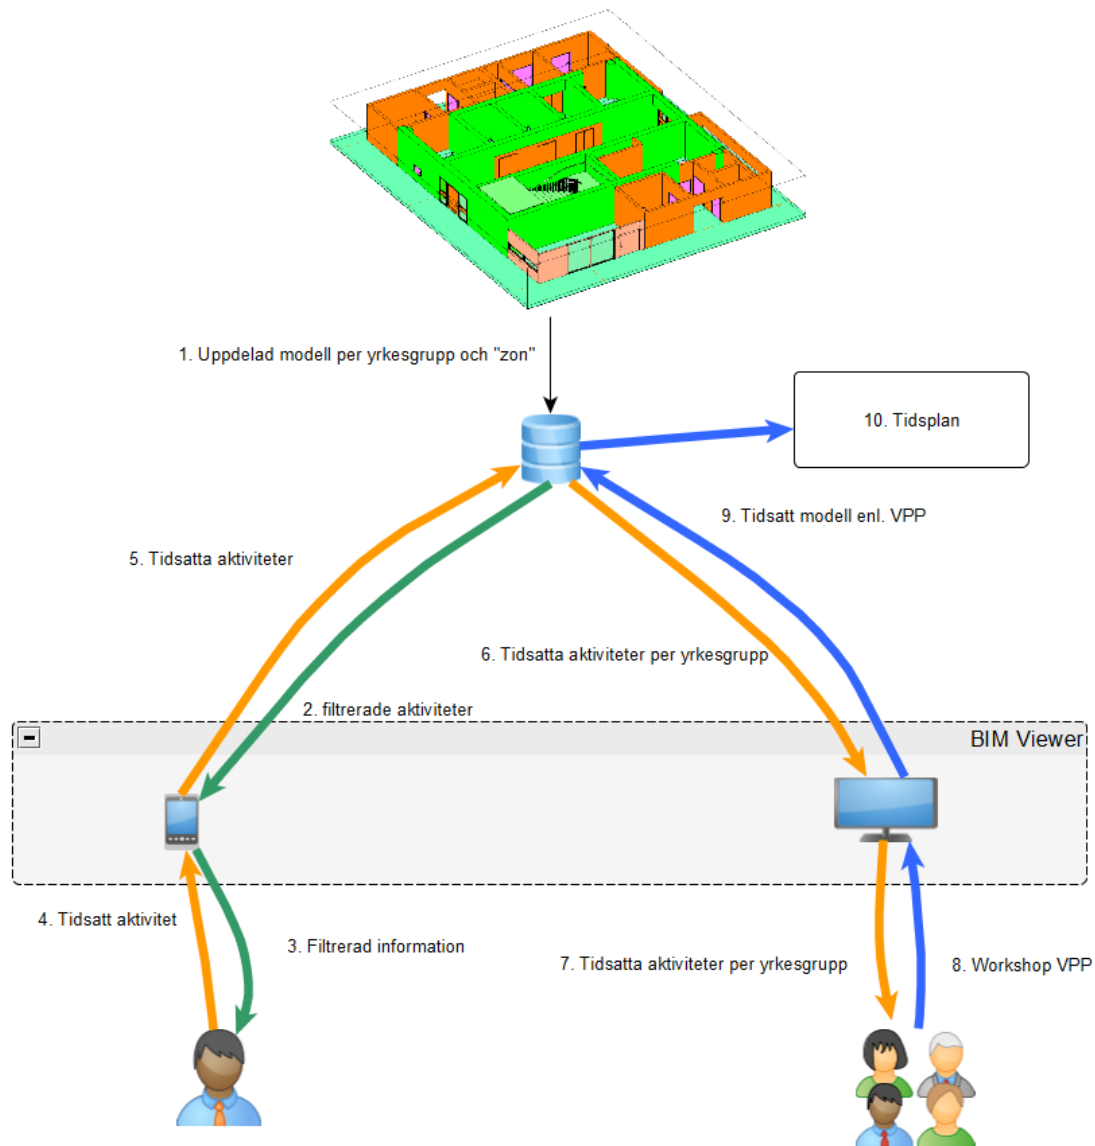 1. Uppdelad modell per yrkesgrupp och "zon"
10. Tidsplan
9. Tidsatt modell enl. VPP
5. Tidsatta aktiviteter
6. Tidsatta aktiviteter per yrkesgrupp
2. filtrerade aktiviteter
BIM Viewer
4. Tidsatt aktivitet
3. Filtrerad information
7. Tidsatta aktiviteter per yrkesgrupp
8. Workshop VPP